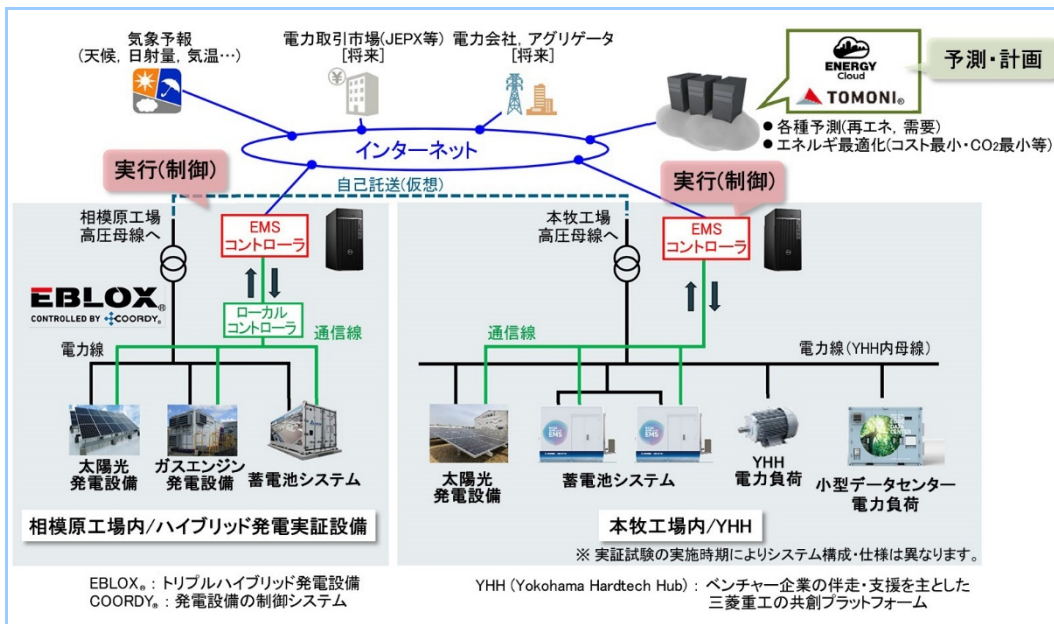 気象予報
(天候, 日射量, 気温…)
電力取引市場(JEPX等)
[将来]
電力会社, アグリゲータ
[将来]
¥
ENERGY
Cloud
TOMONI®
予測・計画
● 各種予測(再エネ, 需要)
● エネルギ最適化(コスト最小・CO₂最小等)
インターネット
実行(制御)
自己託送(仮想)
実行(制御)
相模原工場
高圧母線へ
EMS
コントローラ
EBLOX®
CONTROLLED BY COORDY®
ローカル
コントローラ
通信線
電力線
太陽光
発電設備
ガスエンジン
発電設備
蓄電池システム
相模原工場内/ハイブリッド発電実証設備
本牧工場
高圧母線へ
EMS
コントローラ
通信線
電力線(YHH内母線)
EMS
EMS
太陽光
発電設備
蓄電池システム
YHH
電力負荷
小型データセンター
電力負荷
本牧工場内/YHH
※ 実証試験の実施時期によりシステム構成・仕様は異なります。
EBLOX®：トリプルハイブリッド発電設備
COORDY®：発電設備の制御システム
YHH (Yokohama Hardtech Hub)：ベンチャー企業の伴走・支援を主とした
三菱重工の共創プラットフォーム